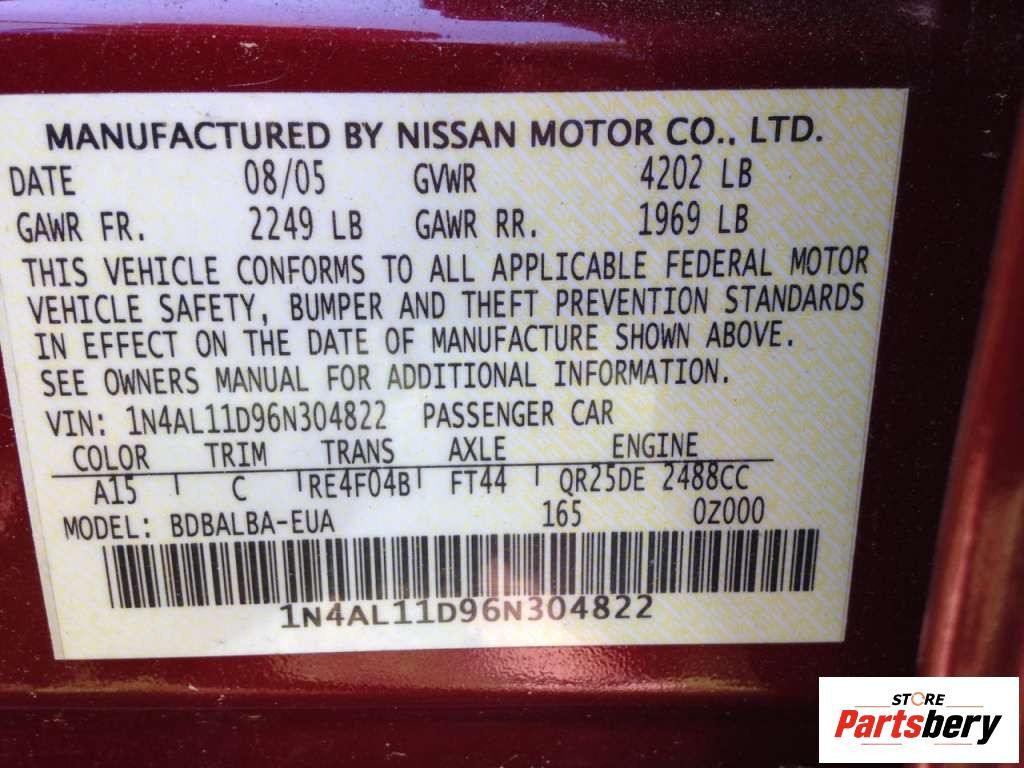 MANUFACTURED BY NISSAN MOTOR CO., LTD.
DATE 08/05 GVWR 4202 LB
GAWR FR. 2249 LB GAWR RR. 1969 LB
THIS VEHICLE CONFORMS TO ALL APPLICABLE FEDERAL MOTOR
VEHICLE SAFETY, BUMPER AND THEFT PREVENTION STANDARDS
IN EFFECT ON THE DATE OF MANUFACTURE SHOWN ABOVE.
SEE OWNERS MANUAL FOR ADDITIONAL INFORMATION.
VIN: 1N4AL11D96N304822 PASSENGER CAR
COLOR TRIM TRANS AXLE ENGINE
A15 C RE4F04B FT44 QR25DE 2488CC
MODEL: BDBALBA-EUA 165 0Z000
1N4AL11D96N304822
STORE
Partsbery